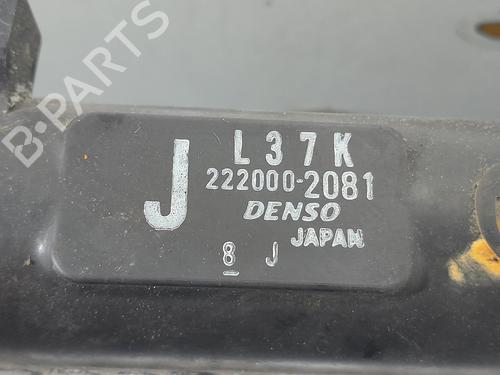 B-PARTS
J
L37K
222000-2081
DENSO
JAPAN
8 J